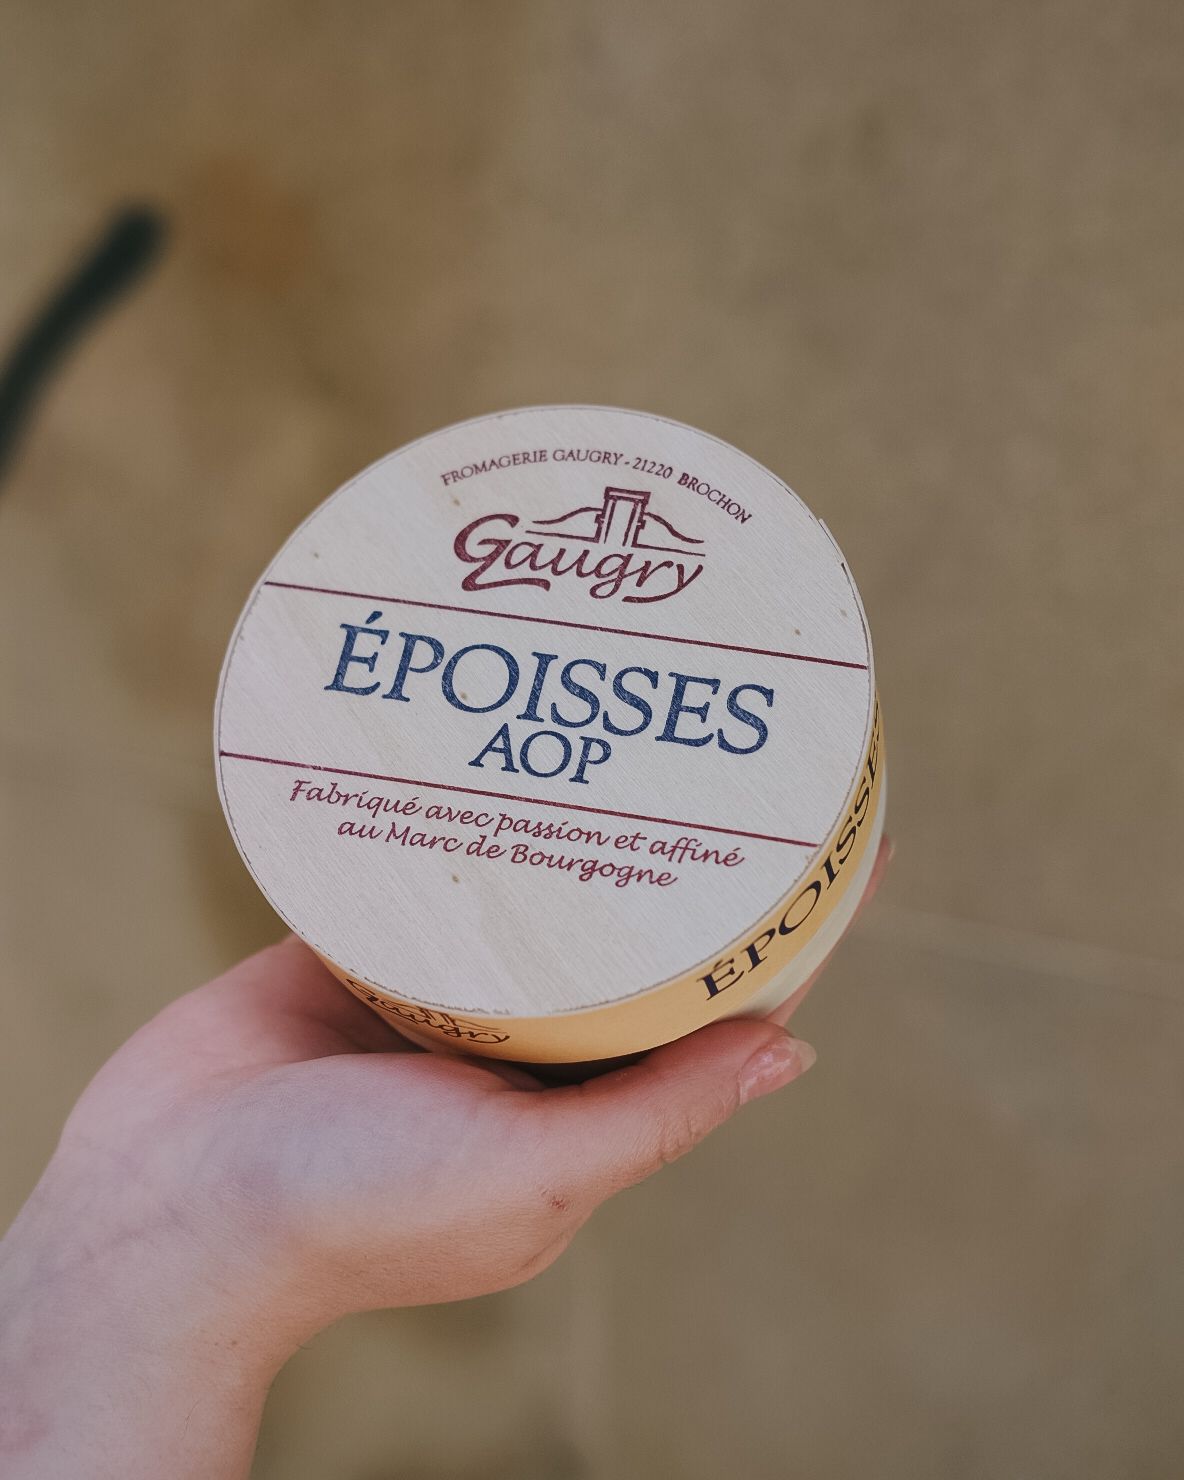 FROMAGERIE GAUGRY - 21220 BROCHON
Gaugry
ÉPOISSES
AOP
Fabriqué avec passion et affiné
au Marc de Bourgogne
Gaugry
ÉPOISSES